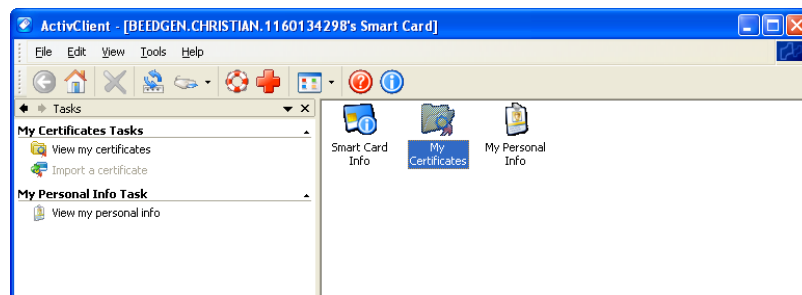 ActivClient - [BEEDGEN.CHRISTIAN.1160134298's Smart Card]
File Edit View Tools Help
Tasks
My Certificates Tasks
View my certificates
Import a certificate
My Personal Info Task
View my personal info
Smart Card
Info
My
Certificates
My Personal
Info